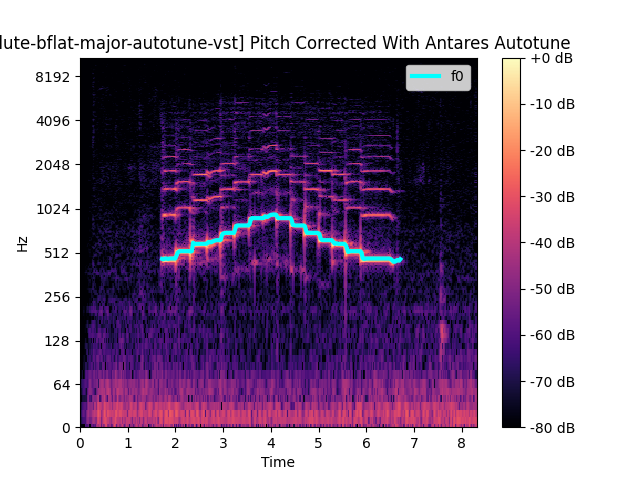 lute-bflat-major-autotune-vst] Pitch Corrected With Antares Autotune
f0
Hz
8192
4096
2048
1024
512
256
128
64
0
0 1 2 3 4 5 6 7 8
Time
+0 dB
-10 dB
-20 dB
-30 dB
-40 dB
-50 dB
-60 dB
-70 dB
-80 dB